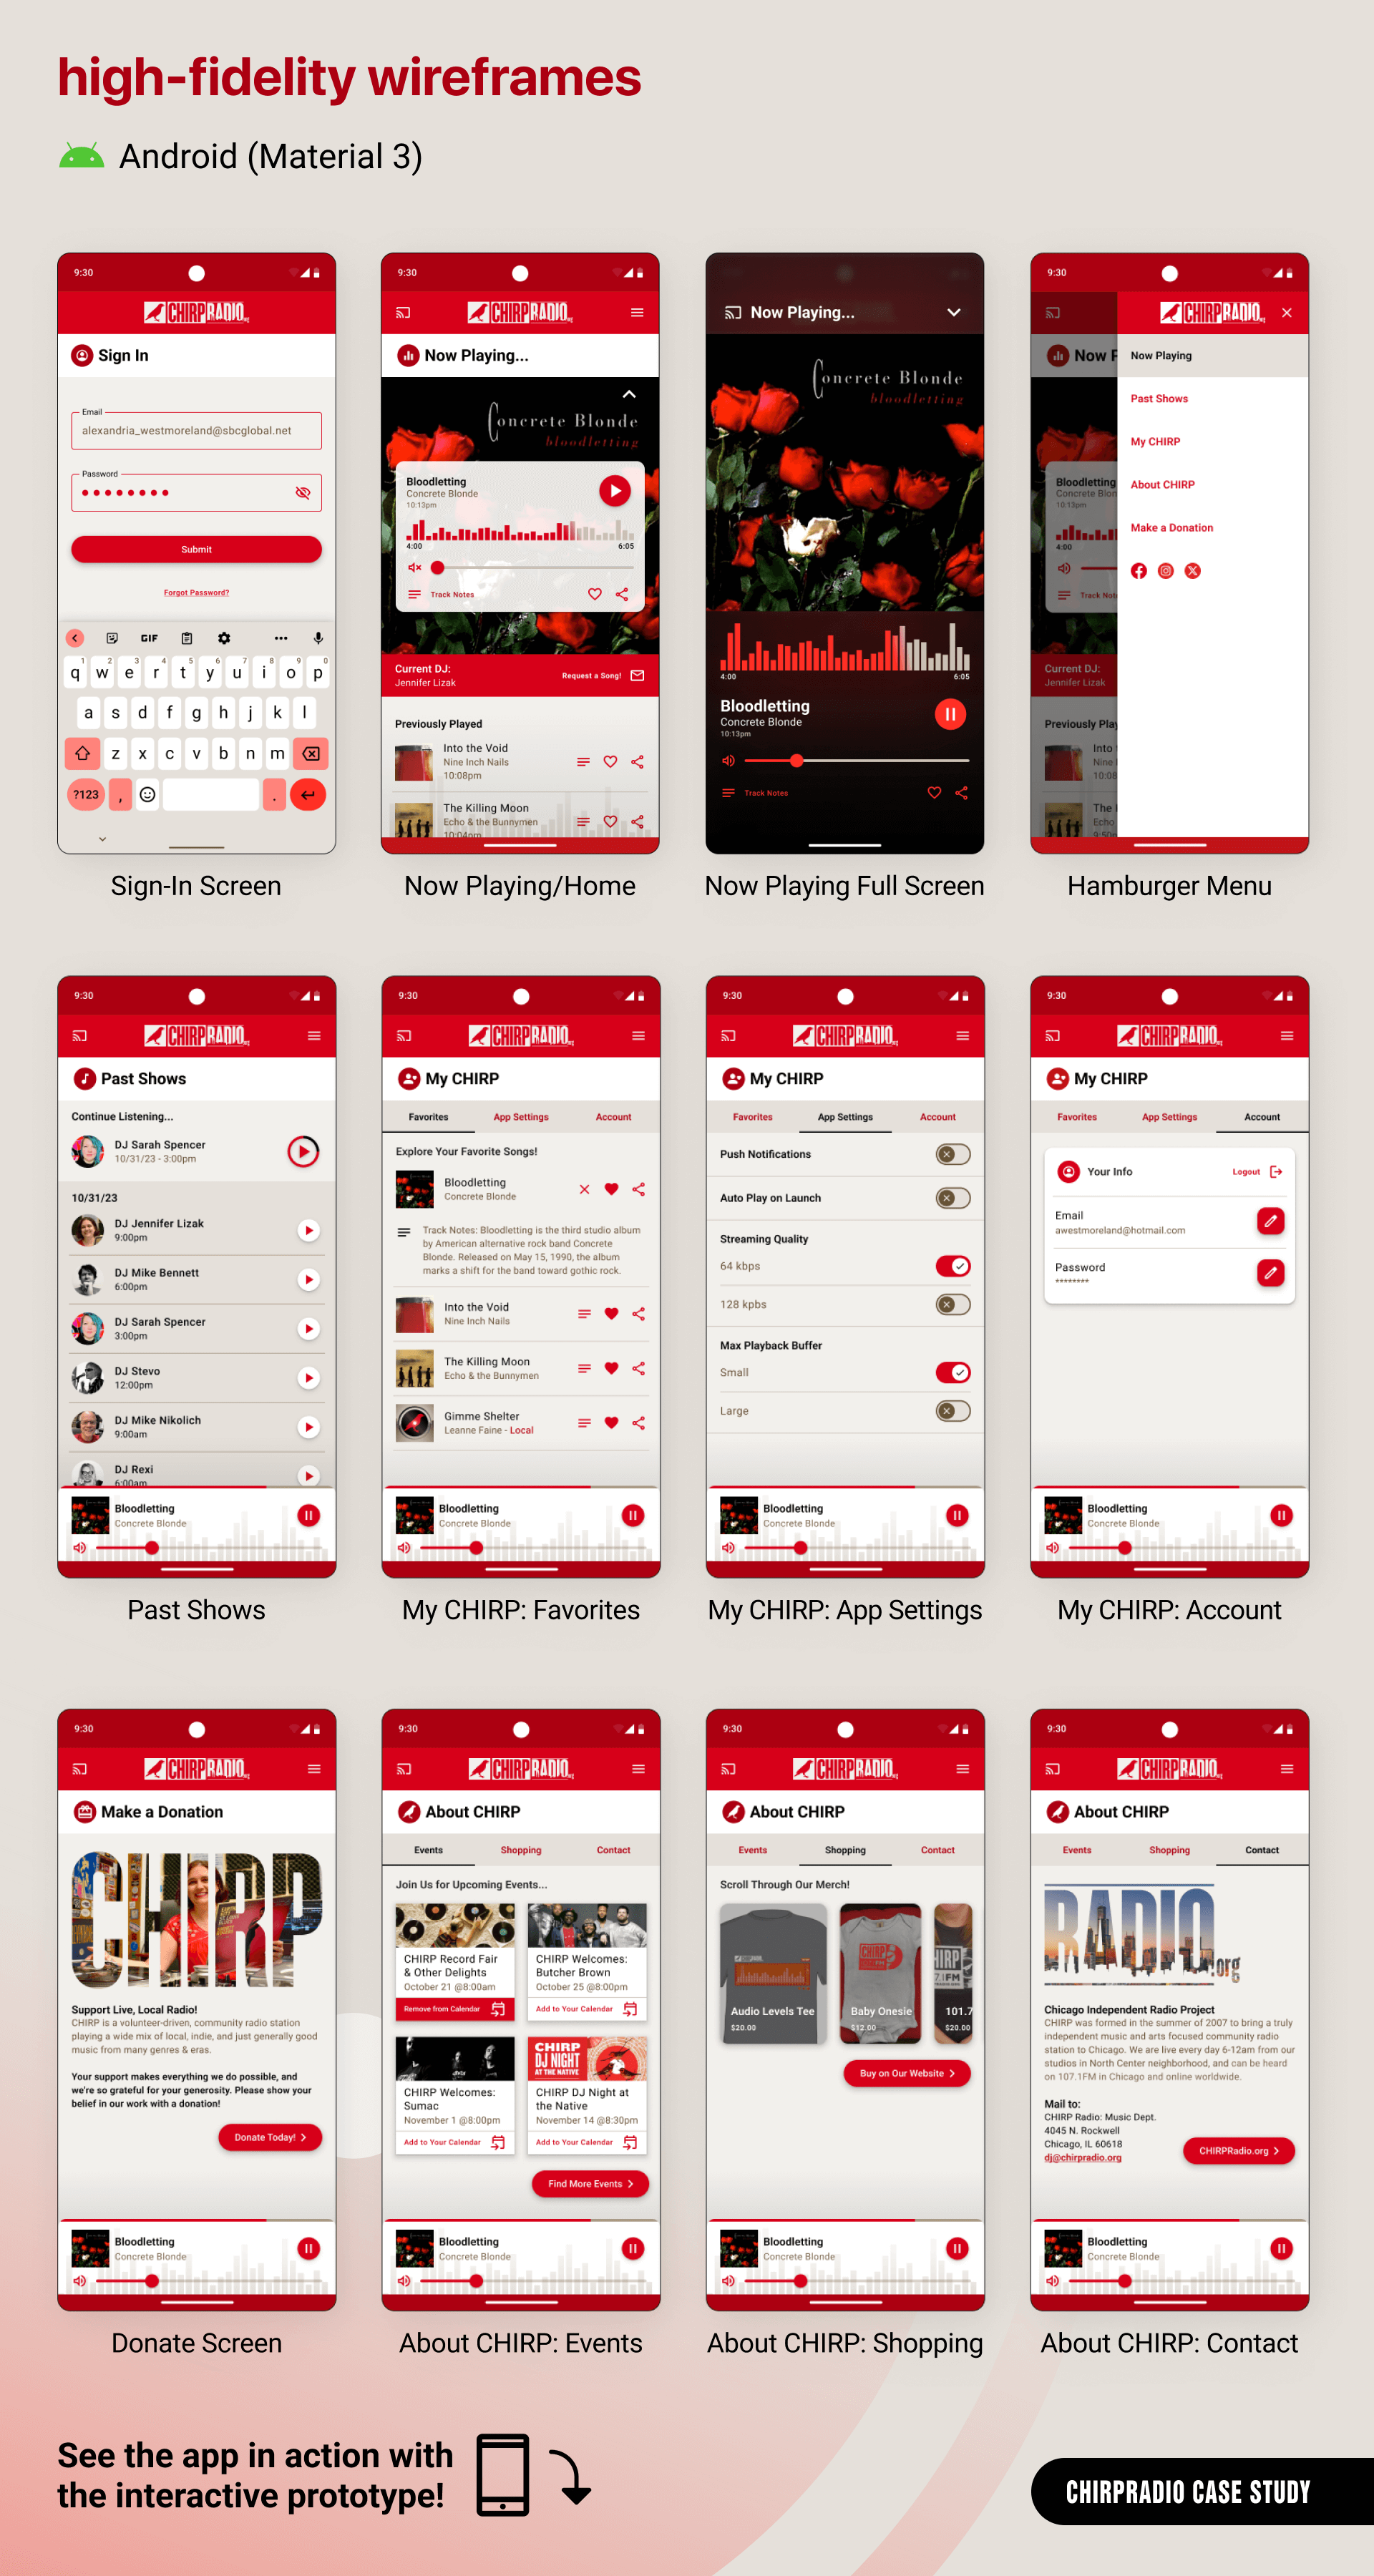 high-fidelity wireframes
Android (Material 3)
9:30
CHIRPRADIO
Sign In
Email
alexandria_westmoreland@sbcglobal.net
Password
Submit
Forgot Password?
GIF
1 2 3 4 5 6 7 8 9 0
q w e r t y u i o p
a s d f g h j k l
z x c v b n m
?123 , .
Sign-In Screen
9:30
CHIRPRADIO
Now Playing...
Concrete Blonde
bloodletting
Bloodletting
Concrete Blonde
10:13pm
4:00 6:05
Track Notes
Current DJ:
Jennifer Lizak
Request a Song!
Previously Played
Into the Void
Nine Inch Nails
10:08pm
The Killing Moon
Echo & the Bunnymen
10:04pm
Now Playing/Home
Now Playing...
Concrete Blonde
bloodletting
4:00 6:05
Bloodletting
Concrete Blonde
10:13pm
Track Notes
Now Playing Full Screen
9:30
CHIRPRADIO
Now P
Now Playing
Past Shows
My CHIRP
About CHIRP
Make a Donation
Bloodletting
Concrete Blon
10:13pm
4:00
Track Note
Current DJ:
Jennifer Lizak
Previously Play
Into t
Nine I
10:08
The
Echo
9:50p
Hamburger Menu
9:30
CHIRPRADIO
Past Shows
Continue Listening...
DJ Sarah Spencer
10/31/23 - 3:00pm
10/31/23
DJ Jennifer Lizak
9:00pm
DJ Mike Bennett
6:00pm
DJ Sarah Spencer
3:00pm
DJ Stevo
12:00pm
DJ Mike Nikolich
9:00am
DJ Rexi
6:00am
Bloodletting
Concrete Blonde
Past Shows
9:30
CHIRPRADIO
My CHIRP
Favorites App Settings Account
Explore Your Favorite Songs!
Bloodletting
Concrete Blonde
Track Notes: Bloodletting is the third studio album
by American alternative rock band Concrete
Blonde. Released on May 15, 1990, the album
marks a shift for the band toward gothic rock.
Into the Void
Nine Inch Nails
The Killing Moon
Echo & the Bunnymen
Gimme Shelter
Leanne Faine - Local
Bloodletting
Concrete Blonde
My CHIRP: Favorites
9:30
CHIRPRADIO
My CHIRP
Favorites App Settings Account
Push Notifications
Auto Play on Launch
Streaming Quality
64 kbps
128 kpbs
Max Playback Buffer
Small
Large
Bloodletting
Concrete Blonde
My CHIRP: App Settings
9:30
CHIRPRADIO
My CHIRP
Favorites App Settings Account
Your Info
Logout
Email
awestmoreland@hotmail.com
Password
********
Bloodletting
Concrete Blonde
My CHIRP: Account
9:30
CHIRPRADIO
Make a Donation
CHIRP
Support Live, Local Radio!
CHIRP is a volunteer-driven, community radio station
playing a wide mix of local, indie, and just generally good
music from many genres & eras.
Your support makes everything we do possible, and
we're so grateful for your generosity. Please show your
belief in our work with a donation!
Donate Today!
Bloodletting
Concrete Blonde
Donate Screen
9:30
CHIRPRADIO
About CHIRP
Events Shopping Contact
Join Us for Upcoming Events...
CHIRP Record Fair
& Other Delights
October 21 @8:00am
Remove from Calendar
CHIRP Welcomes:
Butcher Brown
October 25 @8:00pm
Add to Your Calendar
CHIRP Welcomes:
Sumac
November 1 @8:00pm
Add to Your Calendar
CHIRP
DJ NIGHT
AT THE NATIVE
CHIRP DJ Night at
the Native
November 14 @8:30pm
Add to Your Calendar
Find More Events
Bloodletting
Concrete Blonde
About CHIRP: Events
9:30
CHIRPRADIO
About CHIRP
Events Shopping Contact
Scroll Through Our Merch!
Audio Levels Tee
$20.00
CHIRP
Baby Onesie
$12.00
HIRP
7.1FM
101.7
$20.00
Buy on Our Website
Bloodletting
Concrete Blonde
About CHIRP: Shopping
9:30
CHIRPRADIO
About CHIRP
Events Shopping Contact
RADIO.org
Chicago Independent Radio Project
CHIRP was formed in the summer of 2007 to bring a truly
independent music and arts focused community radio
station to Chicago. We are live every day 6-12am from our
studios in North Center neighborhood, and can be heard
on 107.1FM in Chicago and online worldwide.
Mail to:
CHIRP Radio: Music Dept.
4045 N. Rockwell
Chicago, IL 60618
dj@chirpradio.org
CHIRPRadio.org
Bloodletting
Concrete Blonde
About CHIRP: Contact
See the app in action with
the interactive prototype!
CHIRPRADIO CASE STUDY